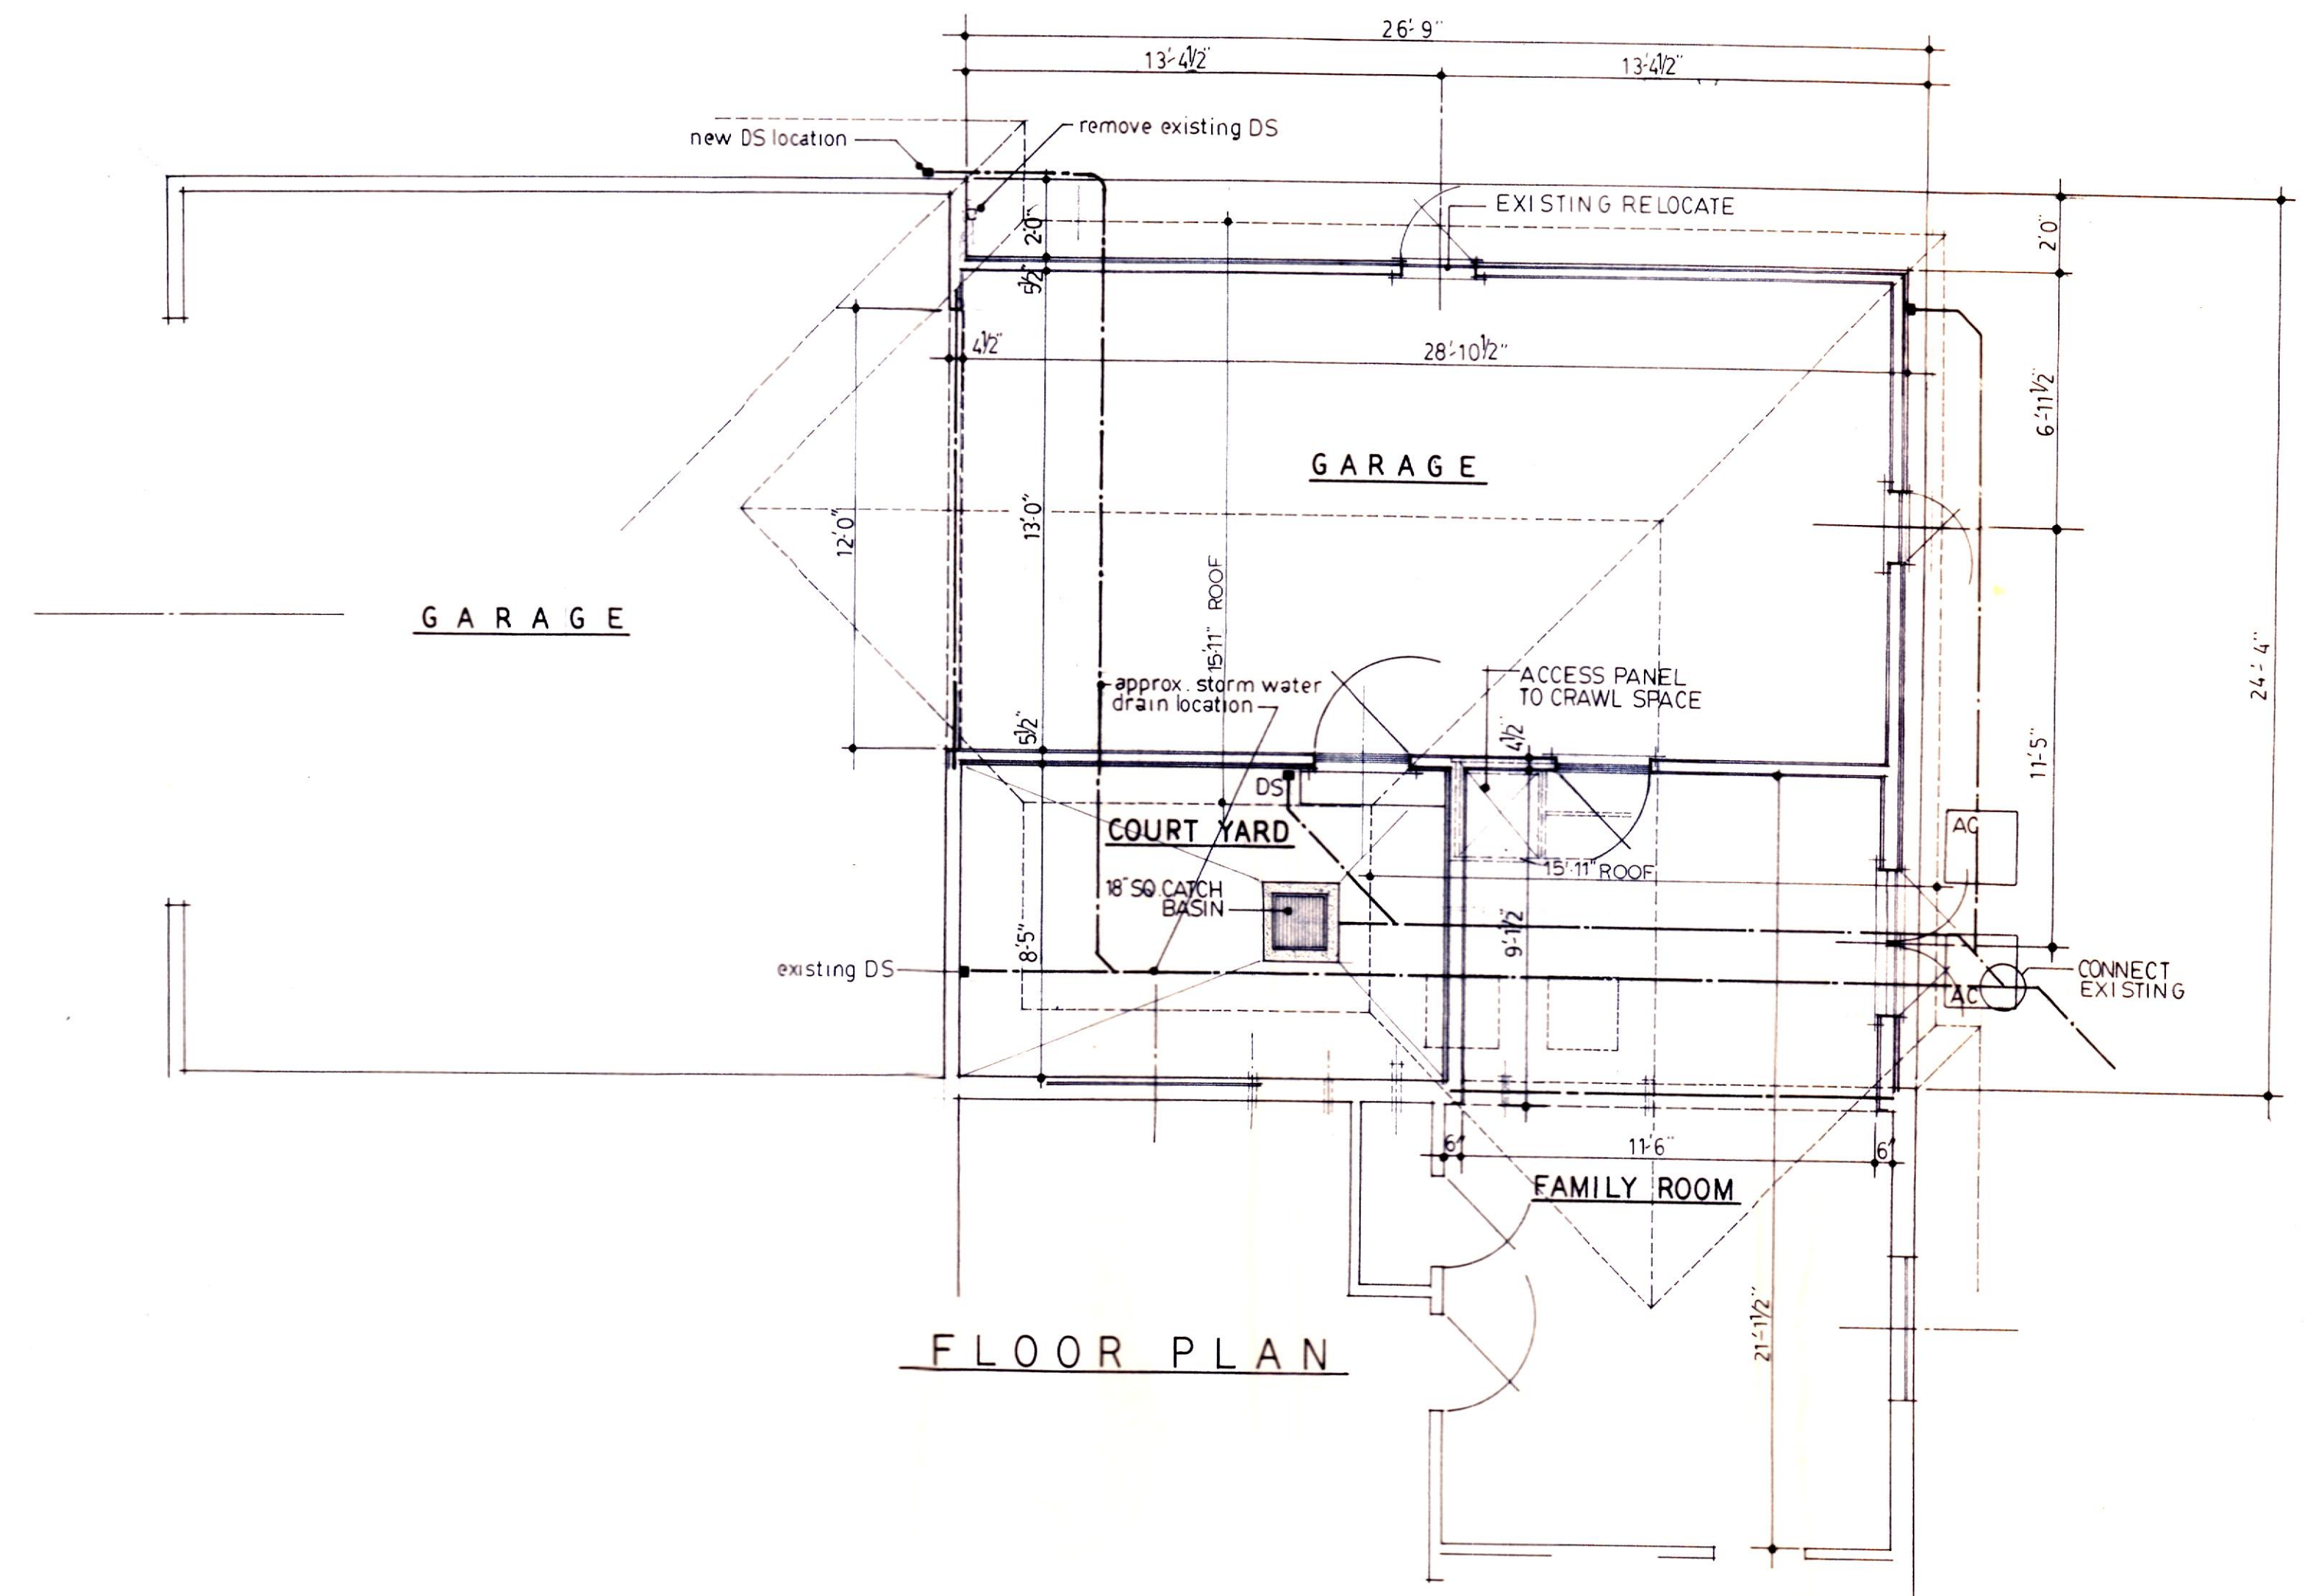 26'-9"
13'-4½"
13'-4½"
new DS location
remove existing DS
EXISTING RELOCATE
2'-0"
2'0"
5½"
4½"
28'-10½"
6'-11½"
GARAGE
12'-0"
13'-0"
15'-11" ROOF
GARAGE
24'-4"
approx. storm water
drain location
ACCESS PANEL
TO CRAWL SPACE
5½"
4½"
11'-5"
DS
COURT YARD
AC
15'-11" ROOF
18" SQ. CATCH
BASIN
8'-5"
9'-1½"
existing DS
CONNECT
EXISTING
AC
6"
11'-6"
6"
FAMILY ROOM
21'-1½"
FLOOR PLAN